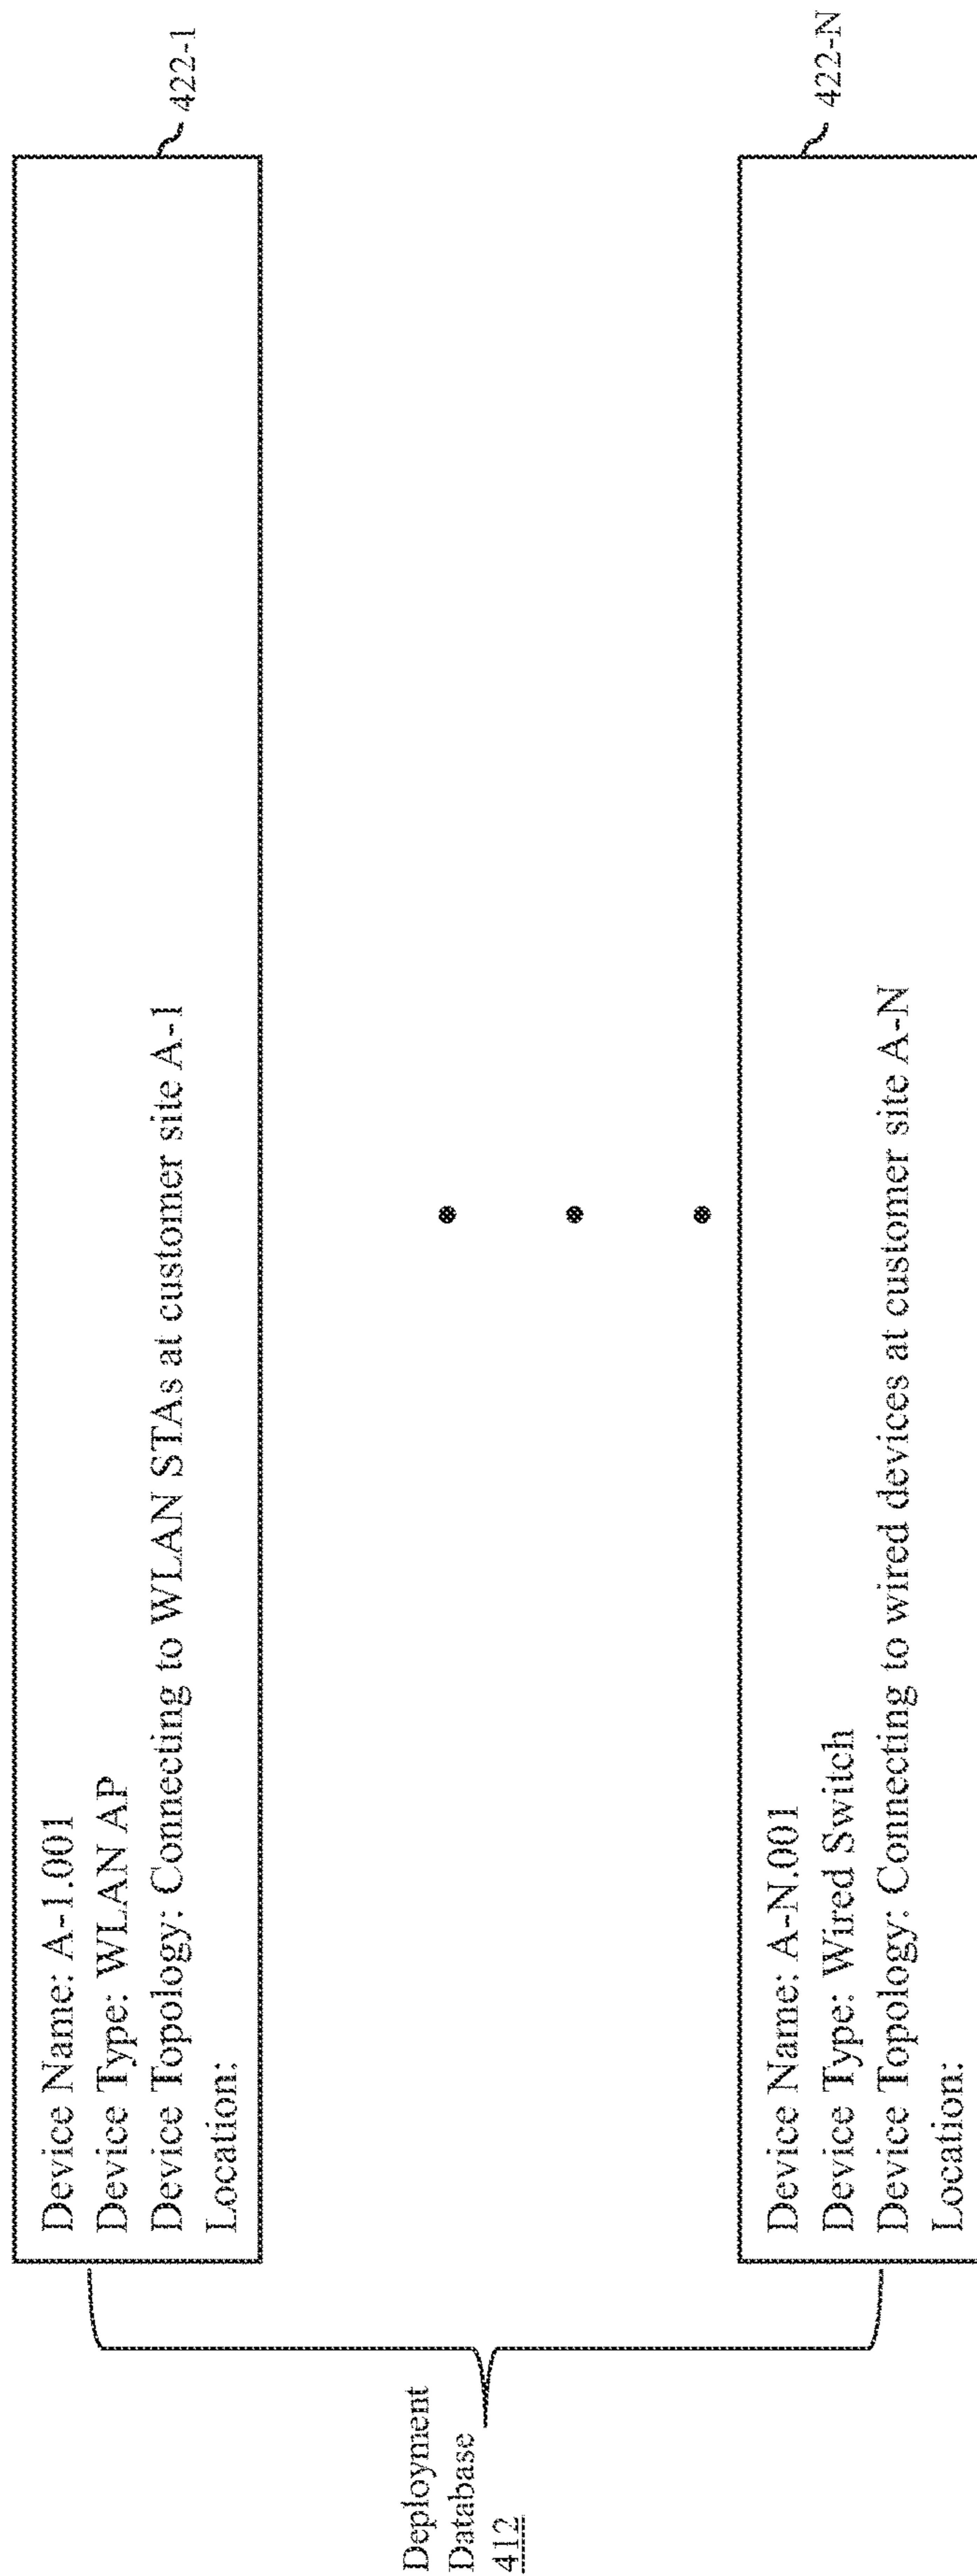 Deployment
Database
412
Device Name: A-1.001
Device Type: WLAN AP
Device Topology: Connecting to WLAN STAs at customer site A-1
Location:
422-1
Device Name: A-N.001
Device Type: Wired Switch
Device Topology: Connecting to wired devices at customer site A-N
Location:
422-N